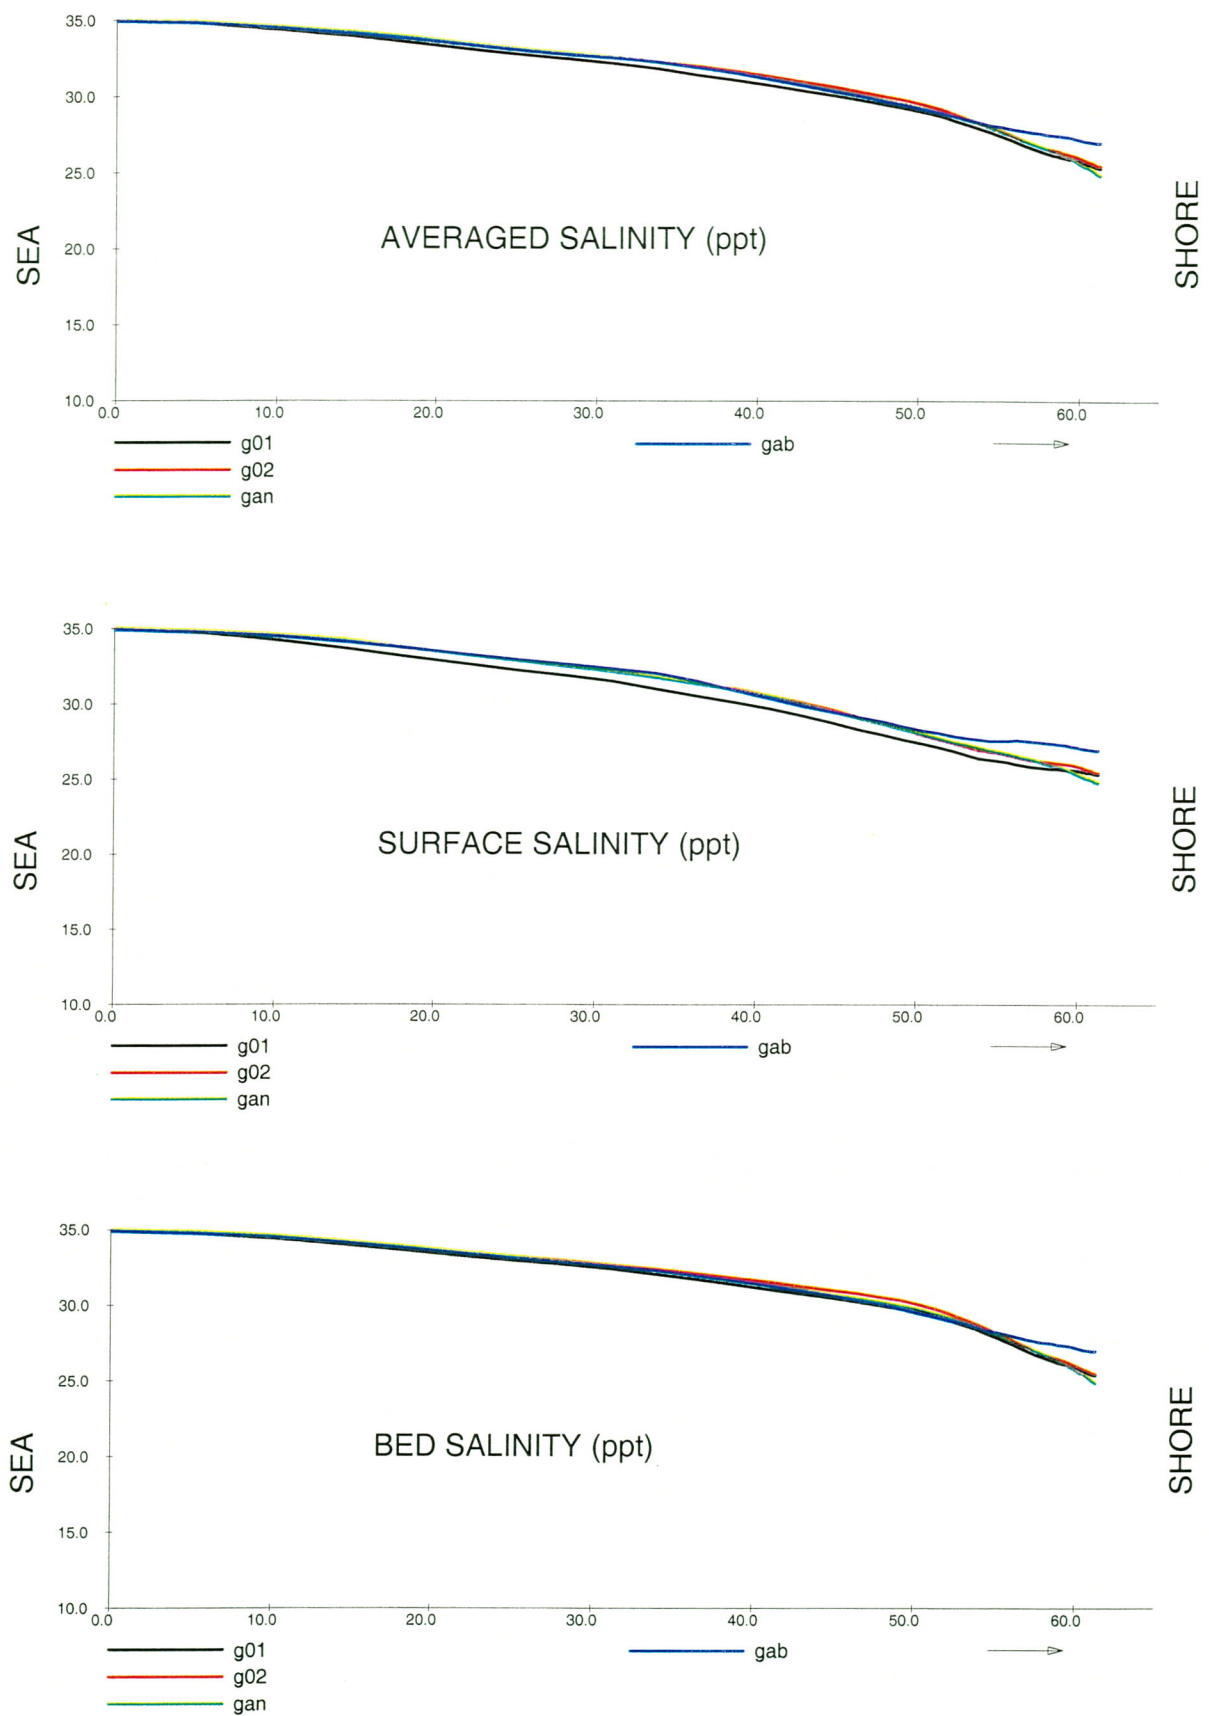 35.0
30.0
25.0
20.0
15.0
10.0
SEA
AVERAGED SALINITY (ppt)
SHORE
0.0 10.0 20.0 30.0 40.0 50.0 60.0
g01 gab
g02
gan
35.0
30.0
25.0
20.0
15.0
10.0
SEA
SURFACE SALINITY (ppt)
SHORE
0.0 10.0 20.0 30.0 40.0 50.0 60.0
g01 gab
g02
gan
35.0
30.0
25.0
20.0
15.0
10.0
SEA
BED SALINITY (ppt)
SHORE
0.0 10.0 20.0 30.0 40.0 50.0 60.0
g01 gab
g02
gan